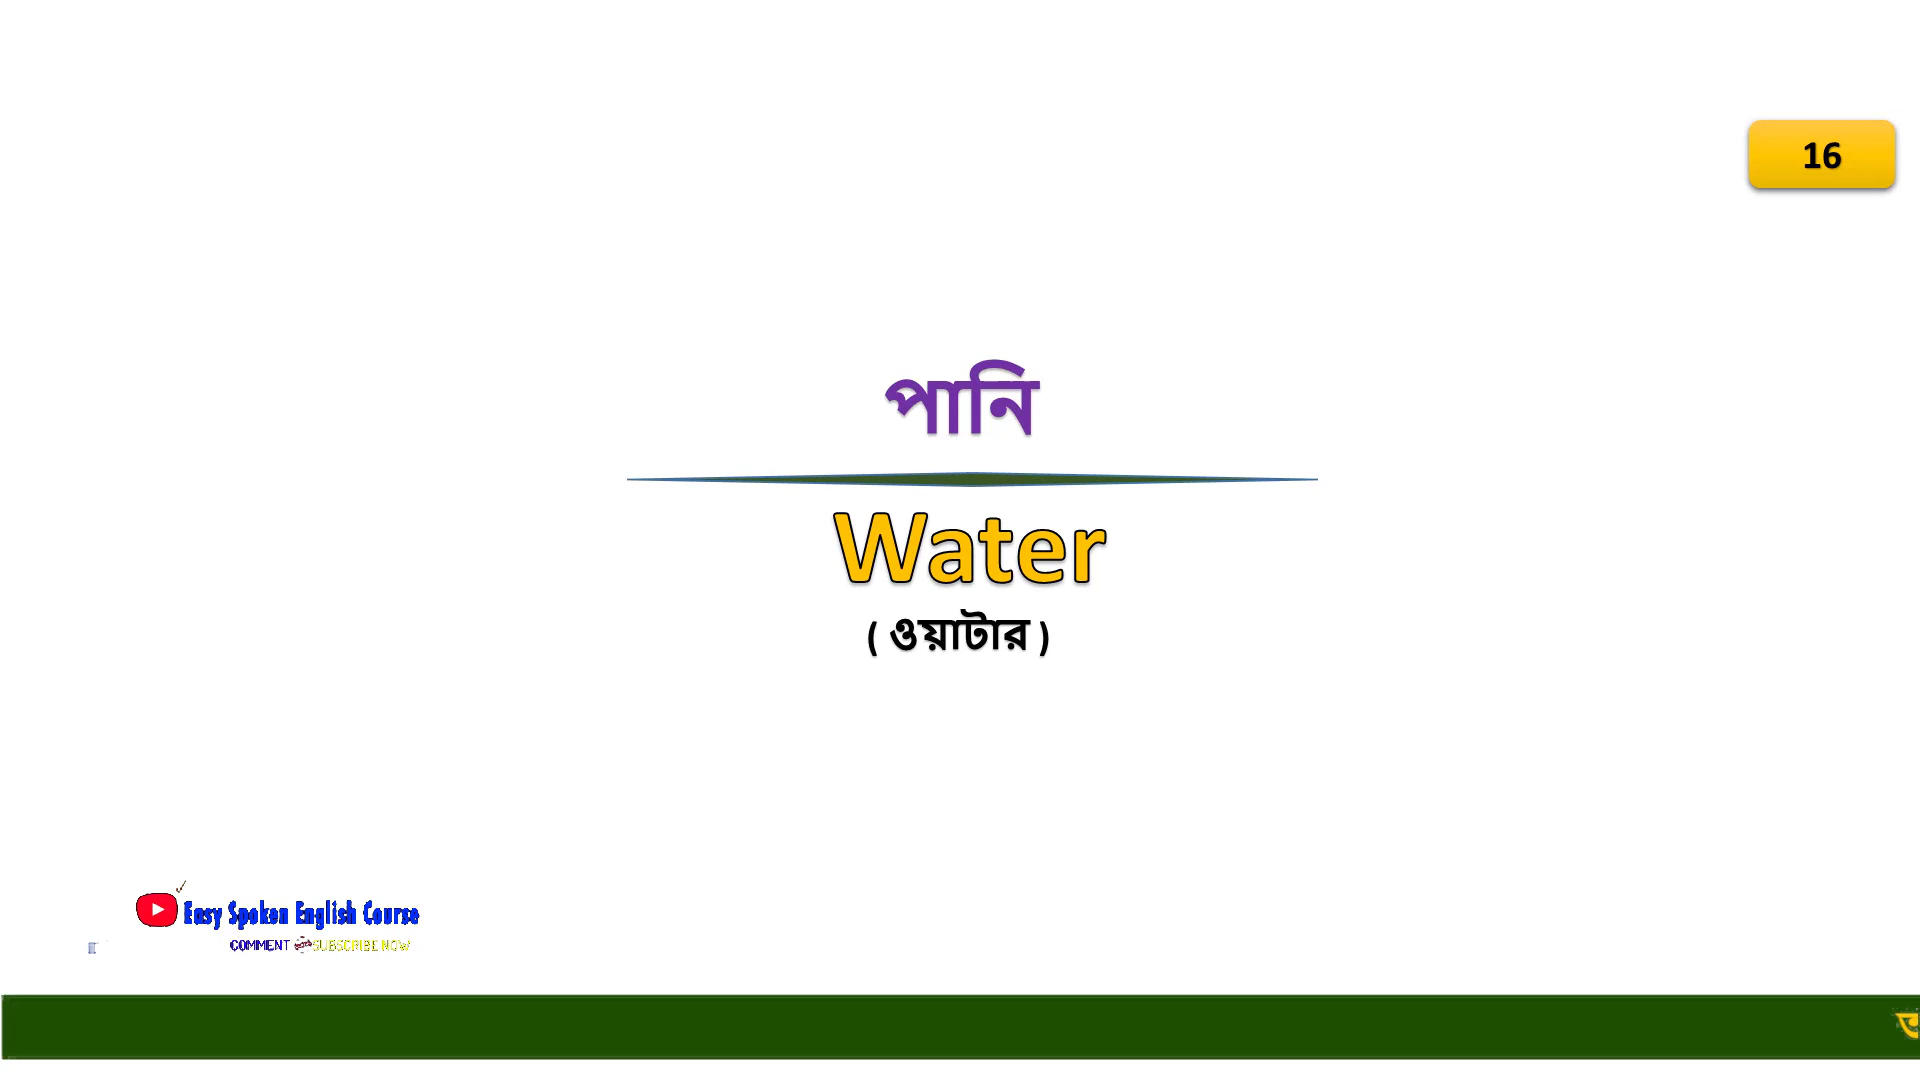 16
পানি
Water
( ওয়াটার )
Easy Spoken English Course
COMMENT
SUBSCRIBE NOW